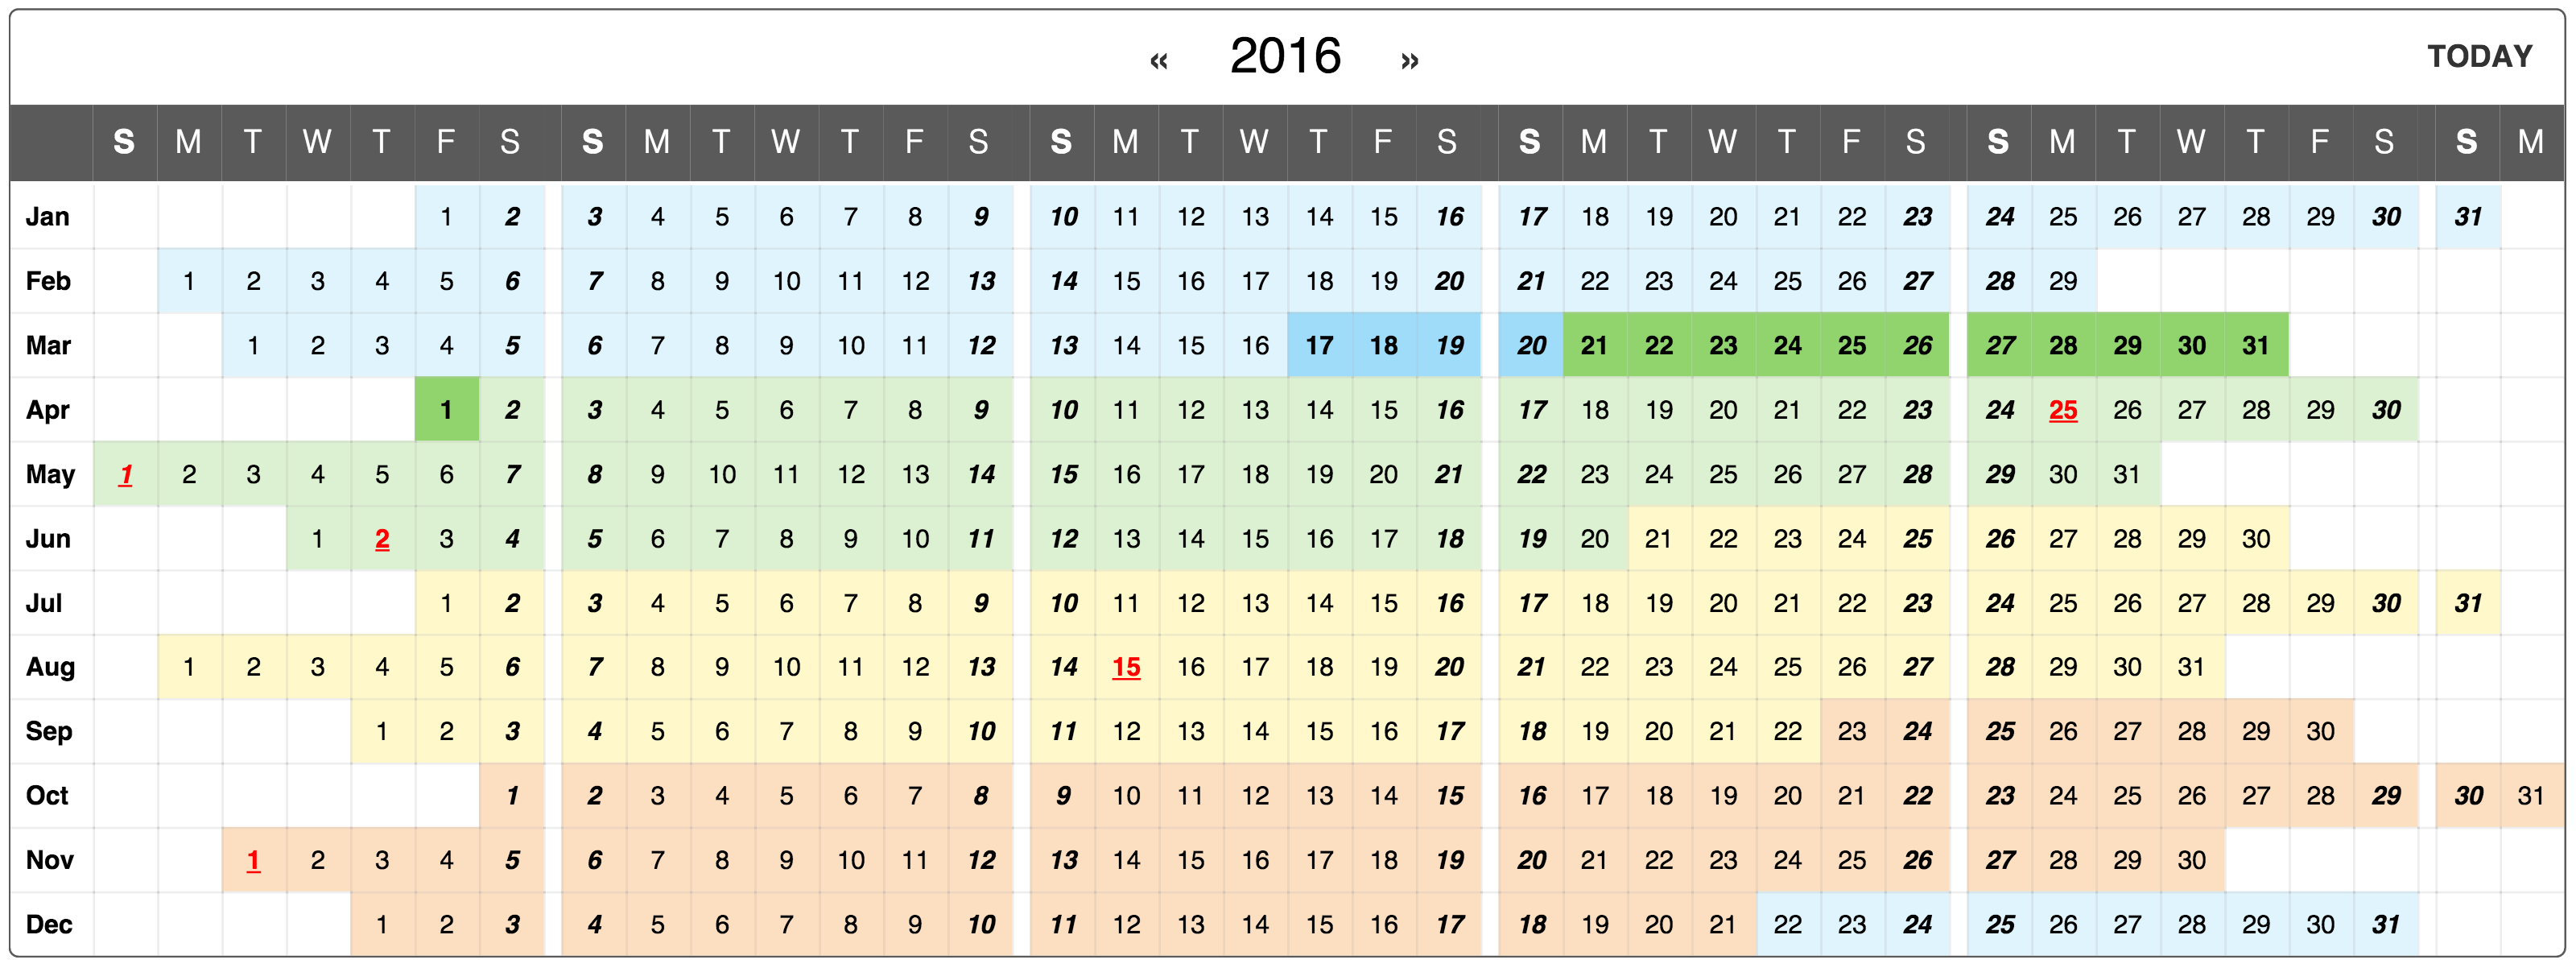 « 2016 » TODAY
S M T W T F S S M T W T F S S M T W T F S S M T W T F S S M T W T F S S M
Jan 1 2 3 4 5 6 7 8 9 10 11 12 13 14 15 16 17 18 19 20 21 22 23 24 25 26 27 28 29 30 31
Feb 1 2 3 4 5 6 7 8 9 10 11 12 13 14 15 16 17 18 19 20 21 22 23 24 25 26 27 28 29
Mar 1 2 3 4 5 6 7 8 9 10 11 12 13 14 15 16 17 18 19 20 21 22 23 24 25 26 27 28 29 30 31
Apr 1 2 3 4 5 6 7 8 9 10 11 12 13 14 15 16 17 18 19 20 21 22 23 24 25 26 27 28 29 30
May 1 2 3 4 5 6 7 8 9 10 11 12 13 14 15 16 17 18 19 20 21 22 23 24 25 26 27 28 29 30 31
Jun 1 2 3 4 5 6 7 8 9 10 11 12 13 14 15 16 17 18 19 20 21 22 23 24 25 26 27 28 29 30
Jul 1 2 3 4 5 6 7 8 9 10 11 12 13 14 15 16 17 18 19 20 21 22 23 24 25 26 27 28 29 30 31
Aug 1 2 3 4 5 6 7 8 9 10 11 12 13 14 15 16 17 18 19 20 21 22 23 24 25 26 27 28 29 30 31
Sep 1 2 3 4 5 6 7 8 9 10 11 12 13 14 15 16 17 18 19 20 21 22 23 24 25 26 27 28 29 30
Oct 1 2 3 4 5 6 7 8 9 10 11 12 13 14 15 16 17 18 19 20 21 22 23 24 25 26 27 28 29 30 31
Nov 1 2 3 4 5 6 7 8 9 10 11 12 13 14 15 16 17 18 19 20 21 22 23 24 25 26 27 28 29 30
Dec 1 2 3 4 5 6 7 8 9 10 11 12 13 14 15 16 17 18 19 20 21 22 23 24 25 26 27 28 29 30 31